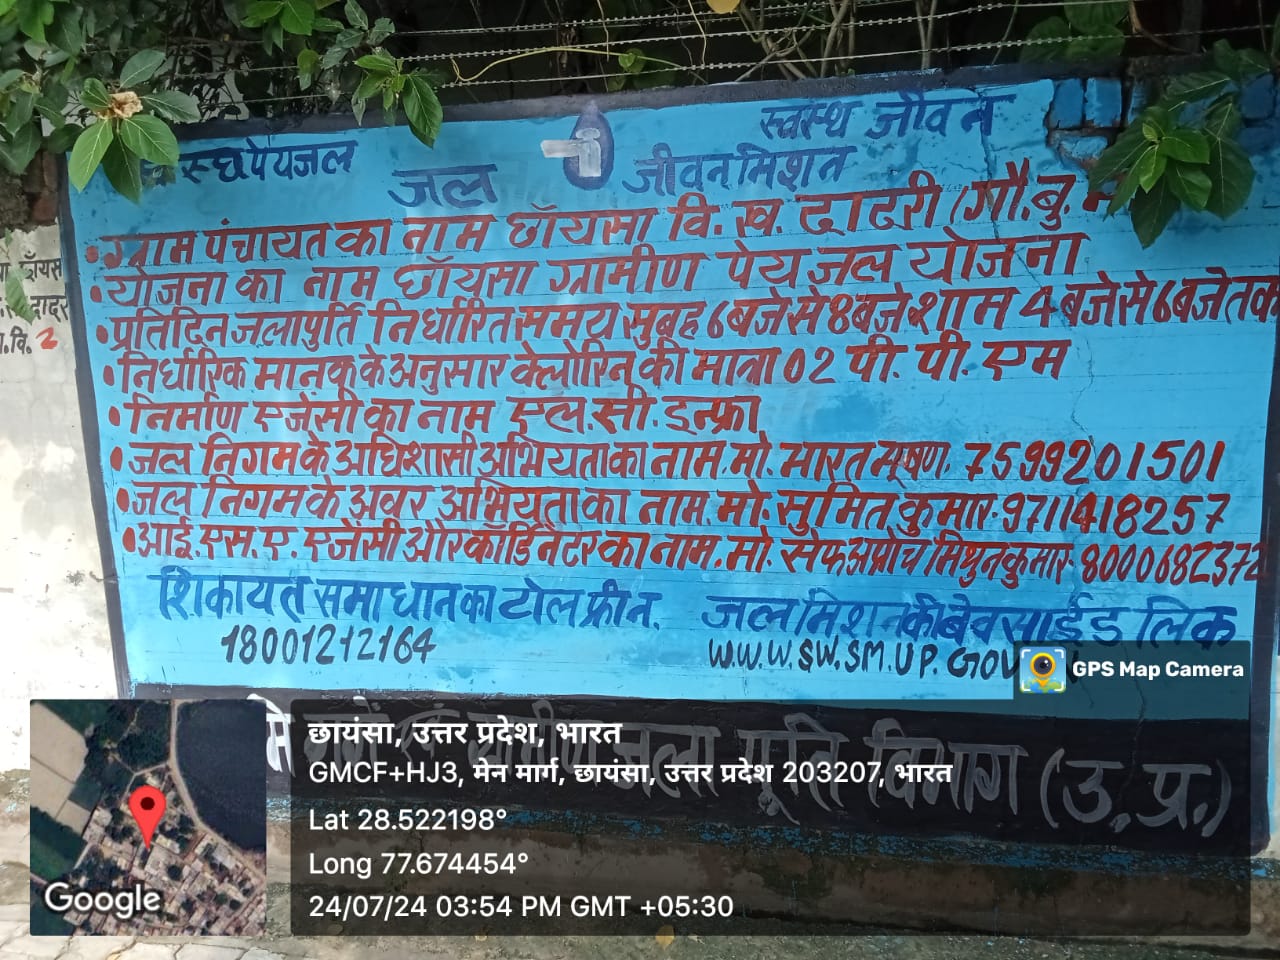 स्वस्थ जीवन
पेयजल
जल जीवन मिशन
• ग्राम पंचायत का नाम छाँयसा वि. ख. दादरी (गौ. बु.
• योजना का नाम छाँयसा ग्रामीण पेय जल योजना
• प्रतिदिन जलापुर्ति निर्धारित समय सुबह 6 बजे से 8 बजे शाम 4 बजे से 6 बजे तक
• निर्धारिक मानक के अनुसार क्लोरिन की मात्रा 02 पी. पी. एम
• निर्माण एजेंसी का नाम एल. सी. इन्फ्रा
• जल निगम के अधिशासी अभियंता का नाम. मो. भारत भूषण. 7599201501
• जल निगम के अवर अभियंता का नाम. मो. सुमित कुमार. 9711418257
• आई. एस. ए. एजेंसी और कॉर्डिनेटर का नाम. मो. सेफ अप्रोच मिथुन कुमार. 8000682372
शिकायत समाधान का टोल फ्री न. जल मिशन की बेवसाईड लिक
18001212164
W.W.W.SW.SM.UP.GOV
ग्रामीण जला पूर्ति विभाग (उ. प्र.)
छाँयस
दादर
वि. 2
GPS Map Camera
छायंसा, उत्तर प्रदेश, भारत
GMCF+HJ3, मेन मार्ग, छायंसा, उत्तर प्रदेश 203207, भारत
Lat 28.522198°
Long 77.674454°
24/07/24 03:54 PM GMT +05:30
Google